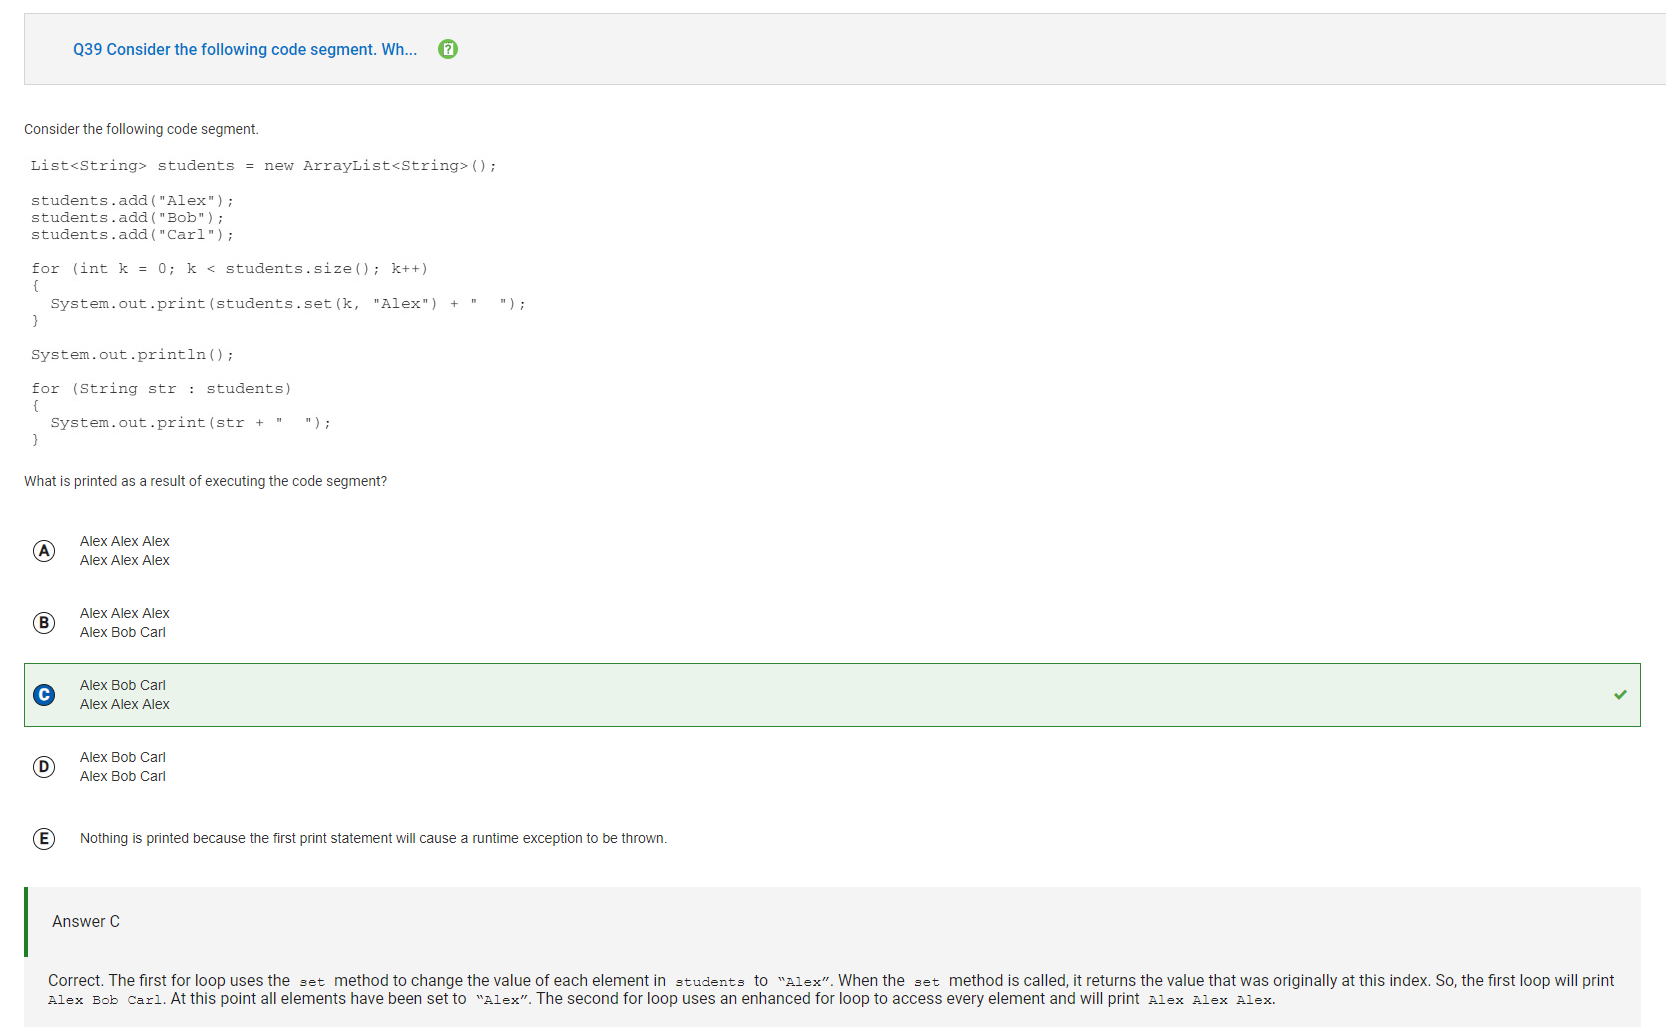 Q39 Consider the following code segment. Wh...
Consider the following code segment.
List<String> students = new ArrayList<String>();
students.add("Alex");
students.add("Bob");
students.add("Carl");
for (int k = 0; k < students.size(); k++)
{
  System.out.print(students.set(k, "Alex") + "  ");
}
System.out.println();
for (String str : students)
{
  System.out.print(str + "  ");
}
What is printed as a result of executing the code segment?
A
Alex Alex Alex
Alex Alex Alex
B
Alex Alex Alex
Alex Bob Carl
C
Alex Bob Carl
Alex Alex Alex
D
Alex Bob Carl
Alex Bob Carl
E Nothing is printed because the first print statement will cause a runtime exception to be thrown.
Answer C
Correct. The first for loop uses the set method to change the value of each element in students to “Alex”. When the set method is called, it returns the value that was originally at this index. So, the first loop will print
Alex Bob Carl. At this point all elements have been set to “Alex”. The second for loop uses an enhanced for loop to access every element and will print Alex Alex Alex.